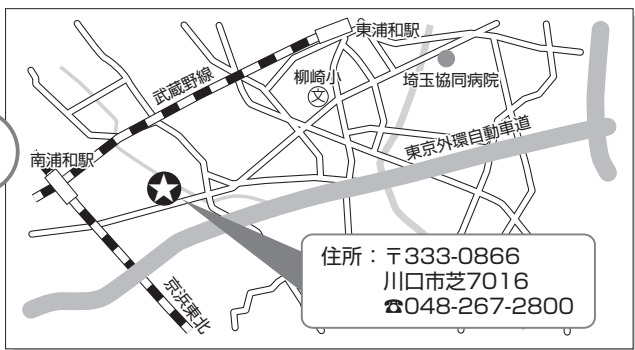 東浦和駅
柳崎小
文
埼玉協同病院
武蔵野線
東京外環自動車道
南浦和駅
京浜東北
住所：〒333-0866
川口市芝7016
☎048-267-2800